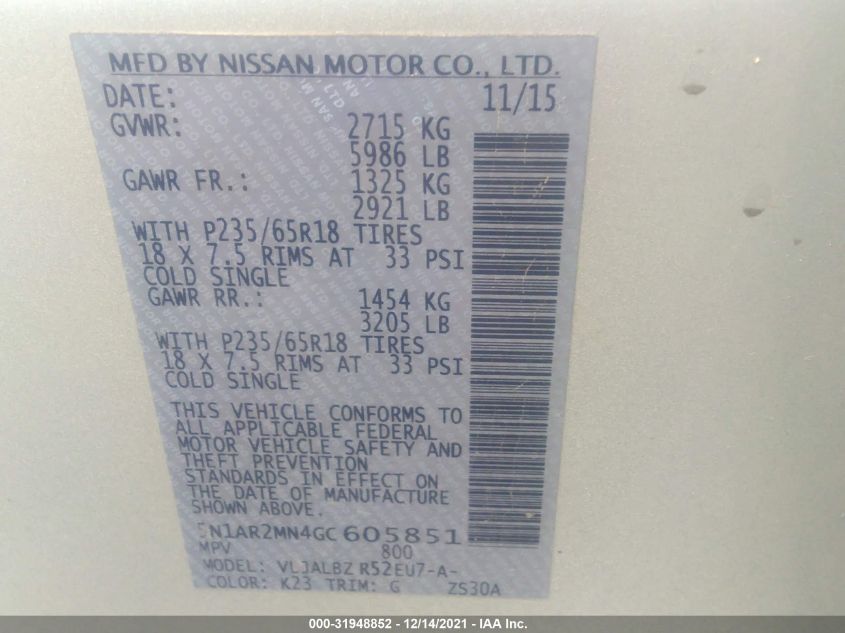 MFD BY NISSAN MOTOR CO., LTD.
DATE: 11/15
GVWR: 2715 KG
5986 LB
GAWR FR.: 1325 KG
2921 LB
WITH P235/65R18 TIRES
18 X 7.5 RIMS AT 33 PSI
COLD SINGLE
GAWR RR.: 1454 KG
3205 LB
WITH P235/65R18 TIRES
18 X 7.5 RIMS AT 33 PSI
COLD SINGLE
THIS VEHICLE CONFORMS TO
ALL APPLICABLE FEDERAL
MOTOR VEHICLE SAFETY AND
THEFT PREVENTION
STANDARDS IN EFFECT ON
THE DATE OF MANUFACTURE
SHOWN ABOVE.
5N1AR2MN4GC605851
MPV 800
MODEL: R52EU7-A-
COLOR: K23 TRIM: G ZS30A
000-31948852 - 12/14/2021 - IAA Inc.